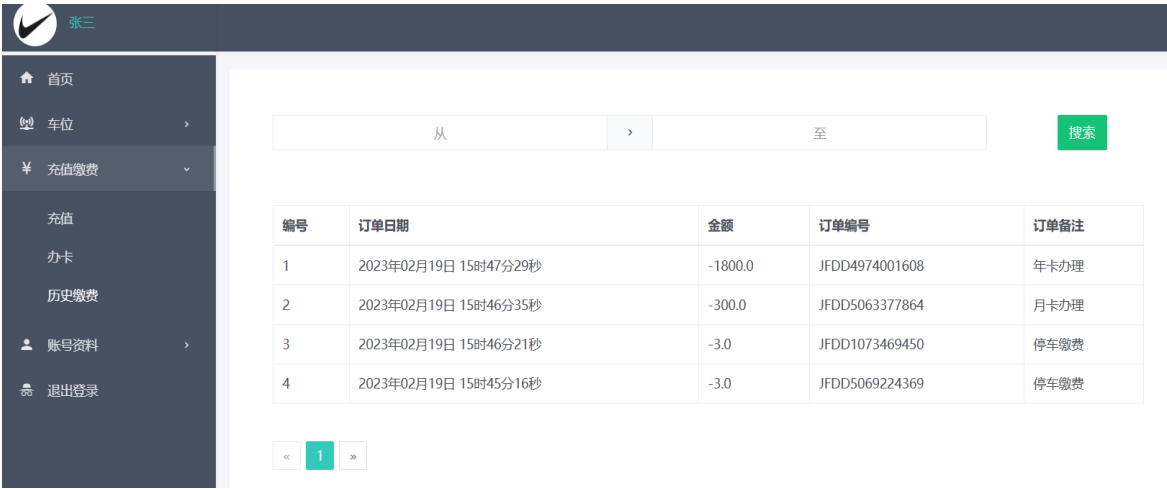 张三
首页
车位
充值缴费
充值
办卡
历史缴费
账号资料
退出登录
从 > 至 搜索
编号 订单日期 金额 订单编号 订单备注
1 2023年02月19日 15时47分29秒 -1800.0 JFDD4974001608 年卡办理
2 2023年02月19日 15时46分35秒 -300.0 JFDD5063377864 月卡办理
3 2023年02月19日 15时46分21秒 -3.0 JFDD1073469450 停车缴费
4 2023年02月19日 15时45分16秒 -3.0 JFDD5069224369 停车缴费
« 1 »